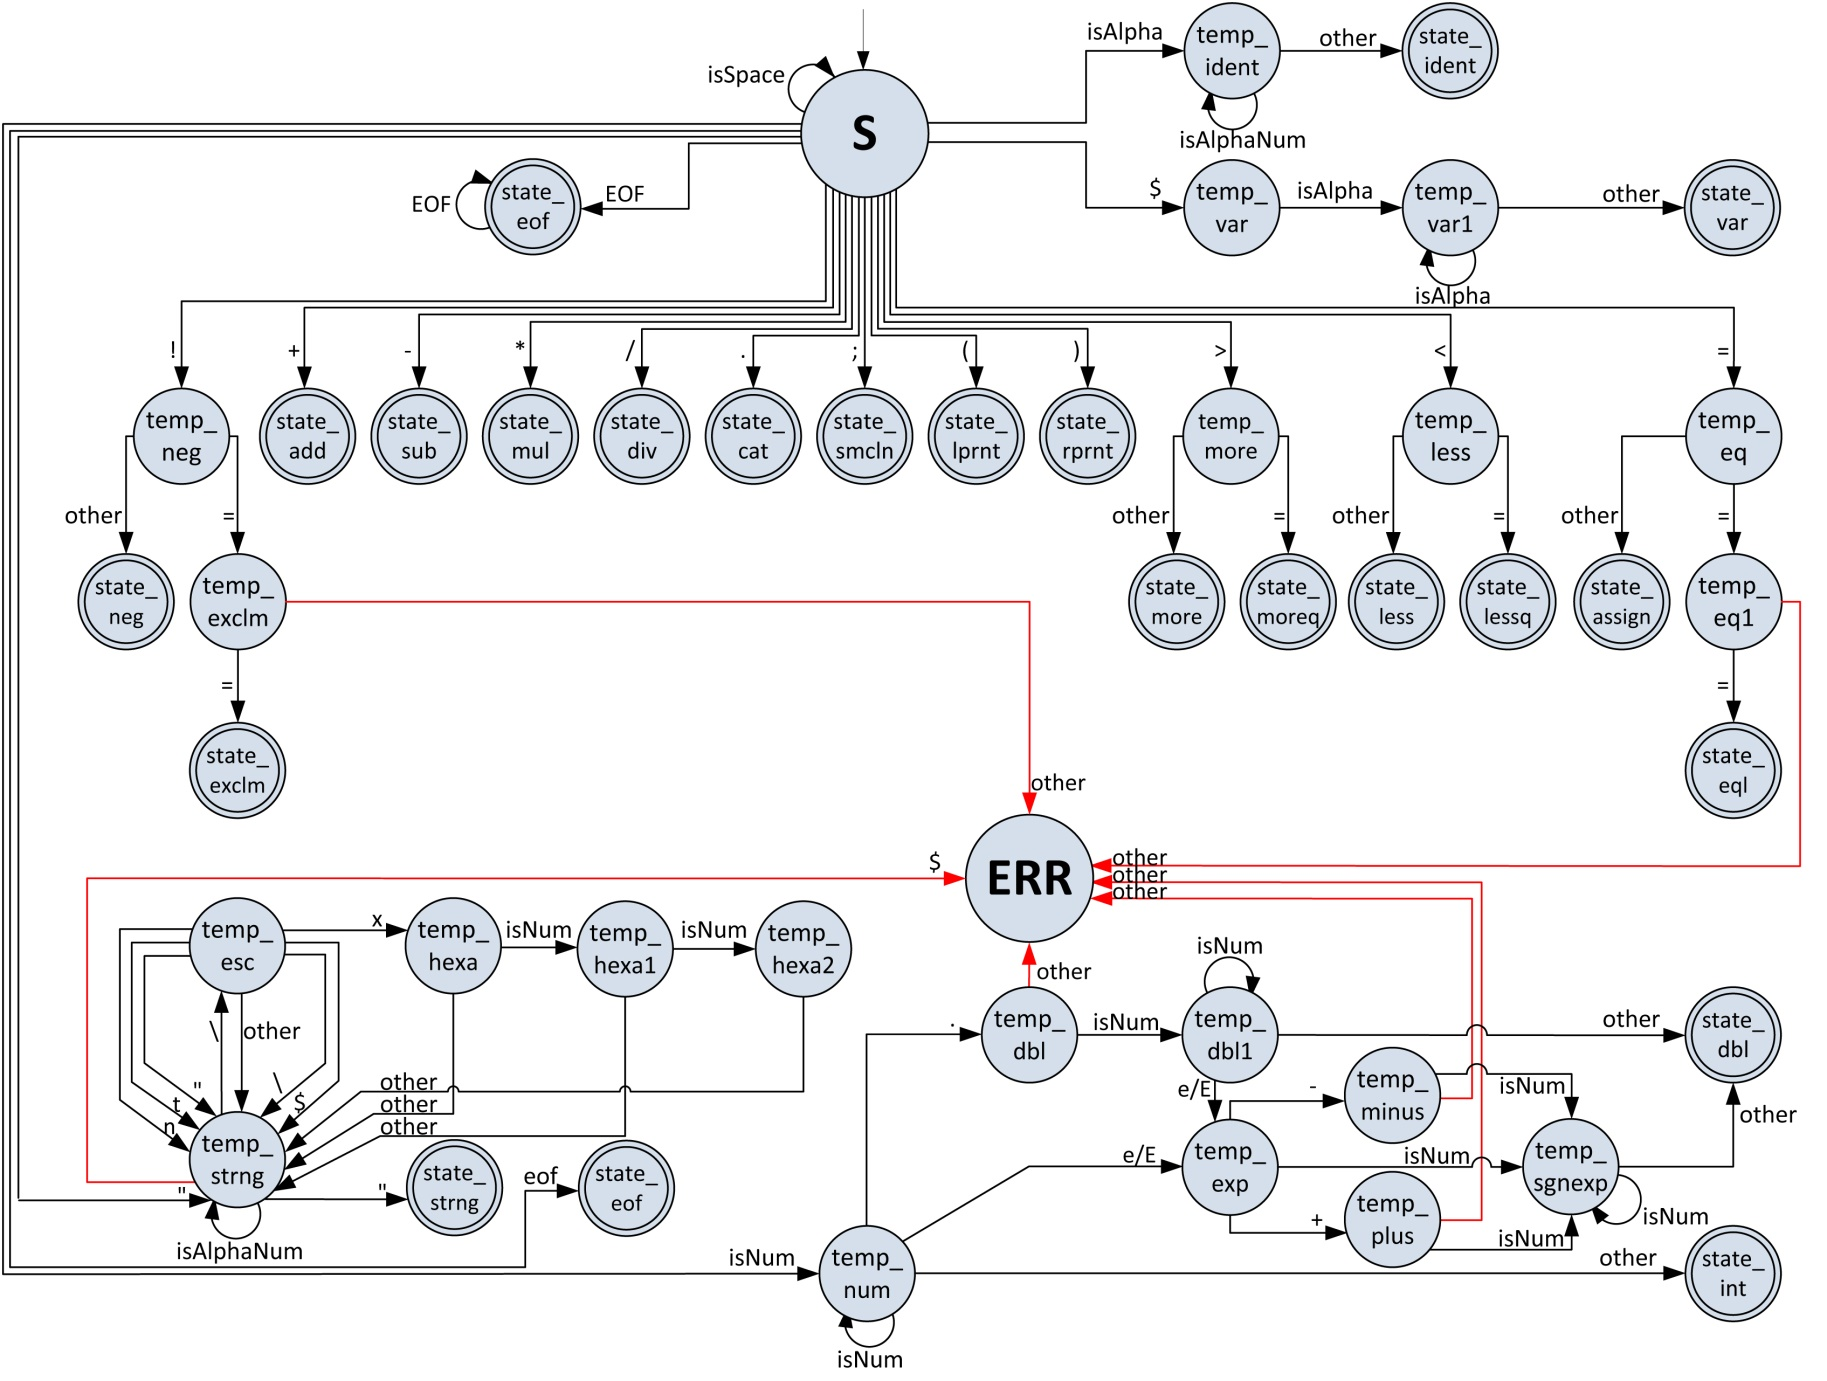 isAlpha
temp_
ident
other
state_
ident
isSpace
S
isAlphaNum
EOF
state_
eof
EOF
$
temp_
var
isAlpha
temp_
var1
other
state_
var
isAlpha
!
+
-
*
/
.
;
(
)
>
<
=
temp_
neg
state_
add
state_
sub
state_
mul
state_
div
state_
cat
state_
smcln
state_
lprnt
state_
rprnt
temp_
more
temp_
less
temp_
eq
other
=
other
=
other
=
other
=
state_
neg
temp_
exclm
state_
more
state_
moreq
state_
less
state_
lessq
state_
assign
temp_
eq1
=
=
state_
exclm
other
state_
eql
$
ERR
other
other
other
temp_
esc
x
temp_
hexa
isNum
temp_
hexa1
isNum
temp_
hexa2
isNum
other
\
other
.
temp_
dbl
isNum
temp_
dbl1
other
state_
dbl
"
t
n
\
$
other
other
other
e/E
-
temp_
minus
isNum
other
temp_
strng
"
"
state_
strng
eof
state_
eof
e/E
temp_
exp
isNum
temp_
sgnexp
isNum
+
temp_
plus
isNum
isAlphaNum
isNum
temp_
num
other
state_
int
isNum